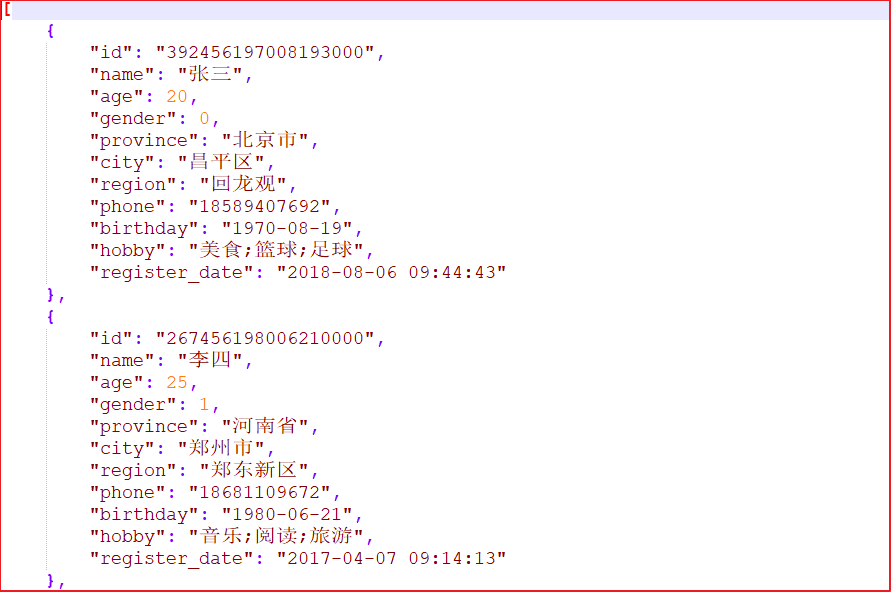 [
    {
        "id": "392456197008193000",
        "name": "张三",
        "age": 20,
        "gender": 0,
        "province": "北京市",
        "city": "昌平区",
        "region": "回龙观",
        "phone": "18589407692",
        "birthday": "1970-08-19",
        "hobby": "美食;篮球;足球",
        "register_date": "2018-08-06 09:44:43"
    },
    {
        "id": "267456198006210000",
        "name": "李四",
        "age": 25,
        "gender": 1,
        "province": "河南省",
        "city": "郑州市",
        "region": "郑东新区",
        "phone": "18681109672",
        "birthday": "1980-06-21",
        "hobby": "音乐;阅读;旅游",
        "register_date": "2017-04-07 09:14:13"
    },